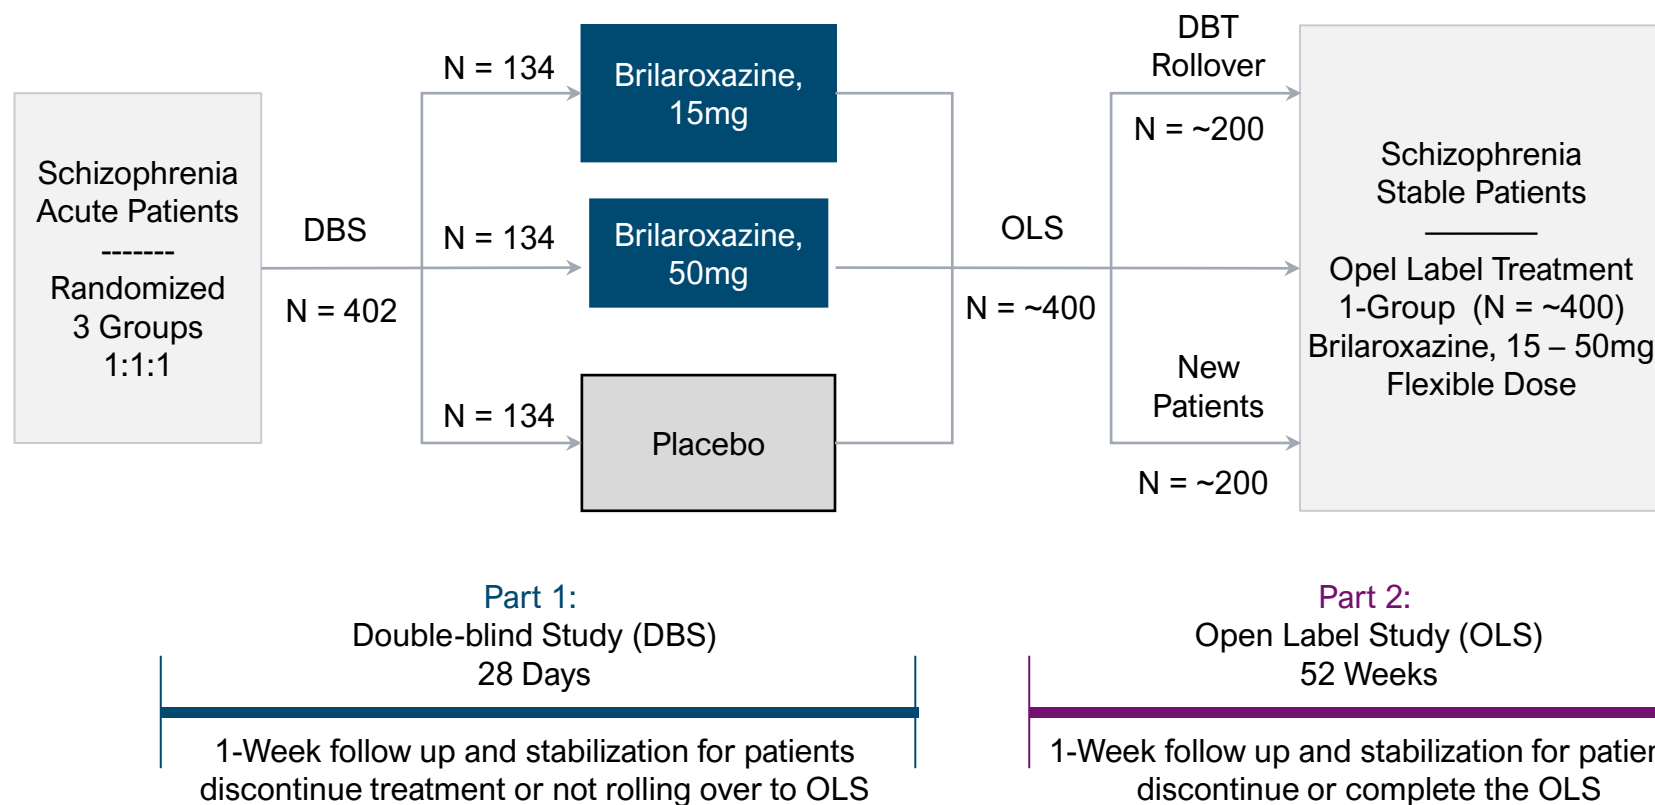 Schizophrenia
Acute Patients
-------
Randomized
3 Groups
1:1:1
DBS
N = 402
N = 134
N = 134
N = 134
Brilaroxazine,
15mg
Brilaroxazine,
50mg
Placebo
OLS
N = ~400
DBT
Rollover
N = ~200
New
Patients
N = ~200
Schizophrenia
Stable Patients
Opel Label Treatment
1-Group (N = ~400)
Brilaroxazine, 15 – 50mg
Flexible Dose
Part 1:
Double-blind Study (DBS)
28 Days
1-Week follow up and stabilization for patients
discontinue treatment or not rolling over to OLS
Part 2:
Open Label Study (OLS)
52 Weeks
1-Week follow up and stabilization for patien
discontinue or complete the OLS